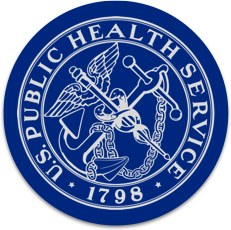 U.S. PUBLIC HEALTH SERVICE
1798